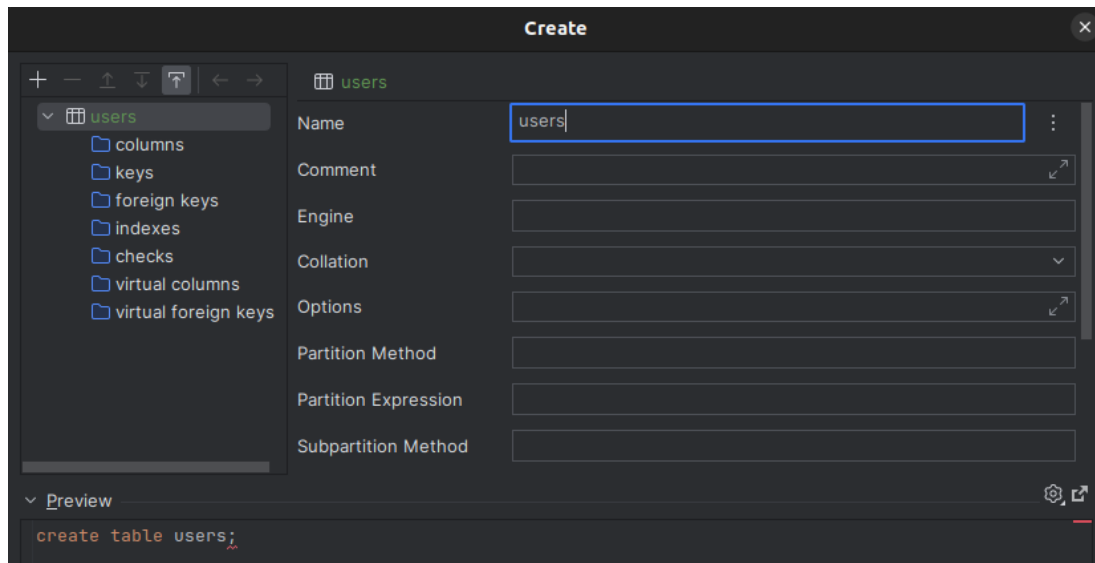 Create
users
users
columns
keys
foreign keys
indexes
checks
virtual columns
virtual foreign keys
Name
users
Comment
Engine
Collation
Options
Partition Method
Partition Expression
Subpartition Method
Preview
create table users;